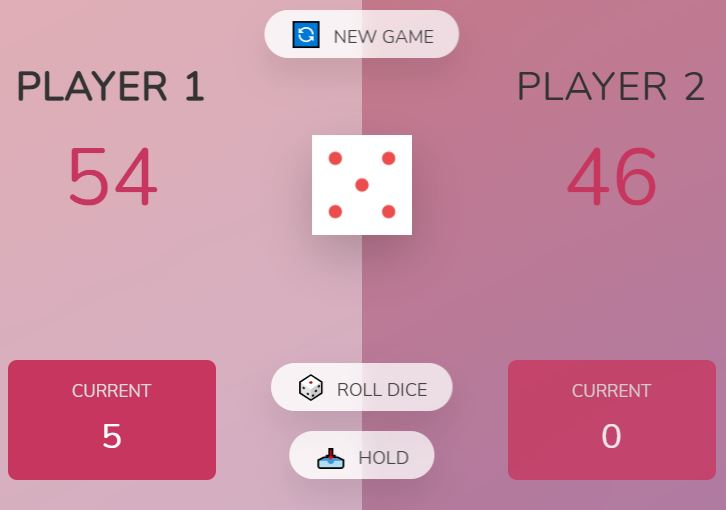 NEW GAME
PLAYER 1
PLAYER 2
54
46
CURRENT
5
ROLL DICE
HOLD
CURRENT
0